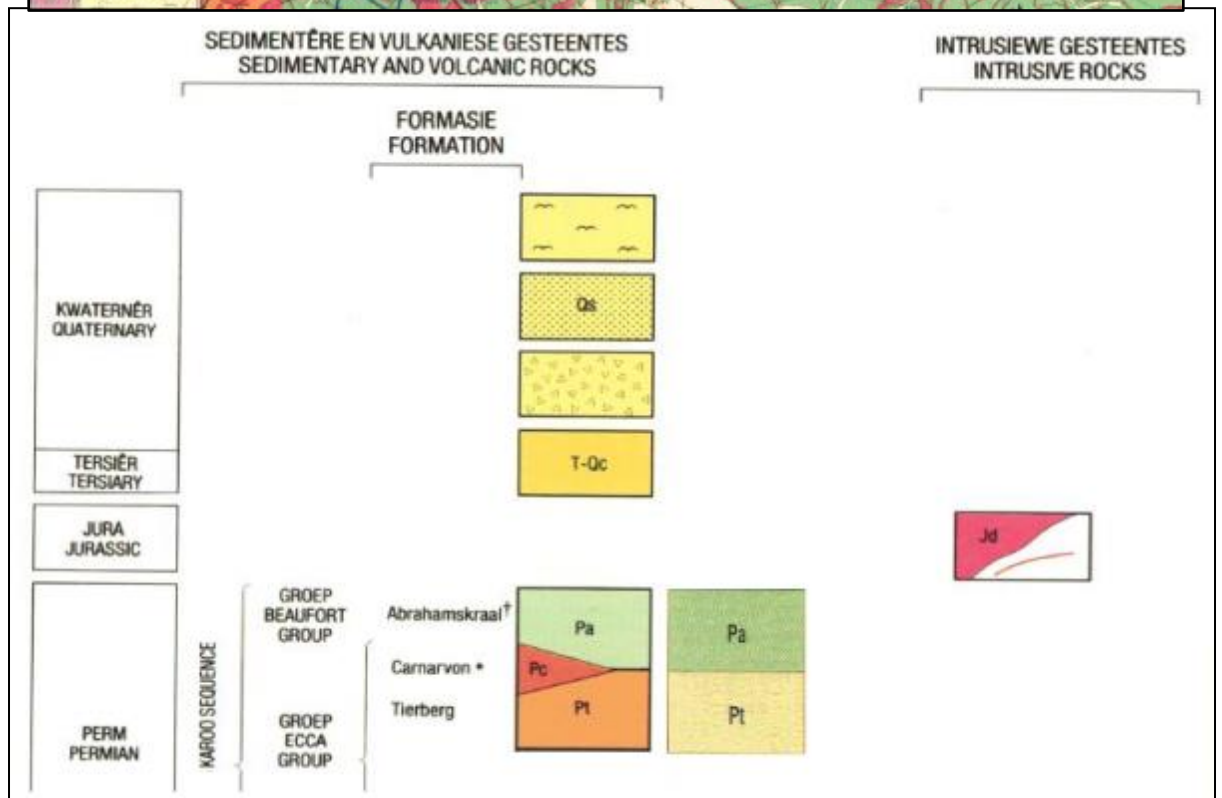 SEDIMENTÊRE EN VULKANIESE GESTEENTES
SEDIMENTARY AND VOLCANIC ROCKS
INTRUSIEWE GESTEENTES
INTRUSIVE ROCKS
FORMASIE
FORMATION
KWATERNÊR
QUATERNARY
Qs
TERSIÊR
TERSIARY
T-Qc
JURA
JURASSIC
Jd
PERM
PERMIAN
KAROO SEQUENCE
GROEP
BEAUFORT
GROUP
Abrahamskraal†
Pa
Pa
Carnarvon *
Pc
GROEP
ECCA
GROUP
Tierberg
Pt
Pt